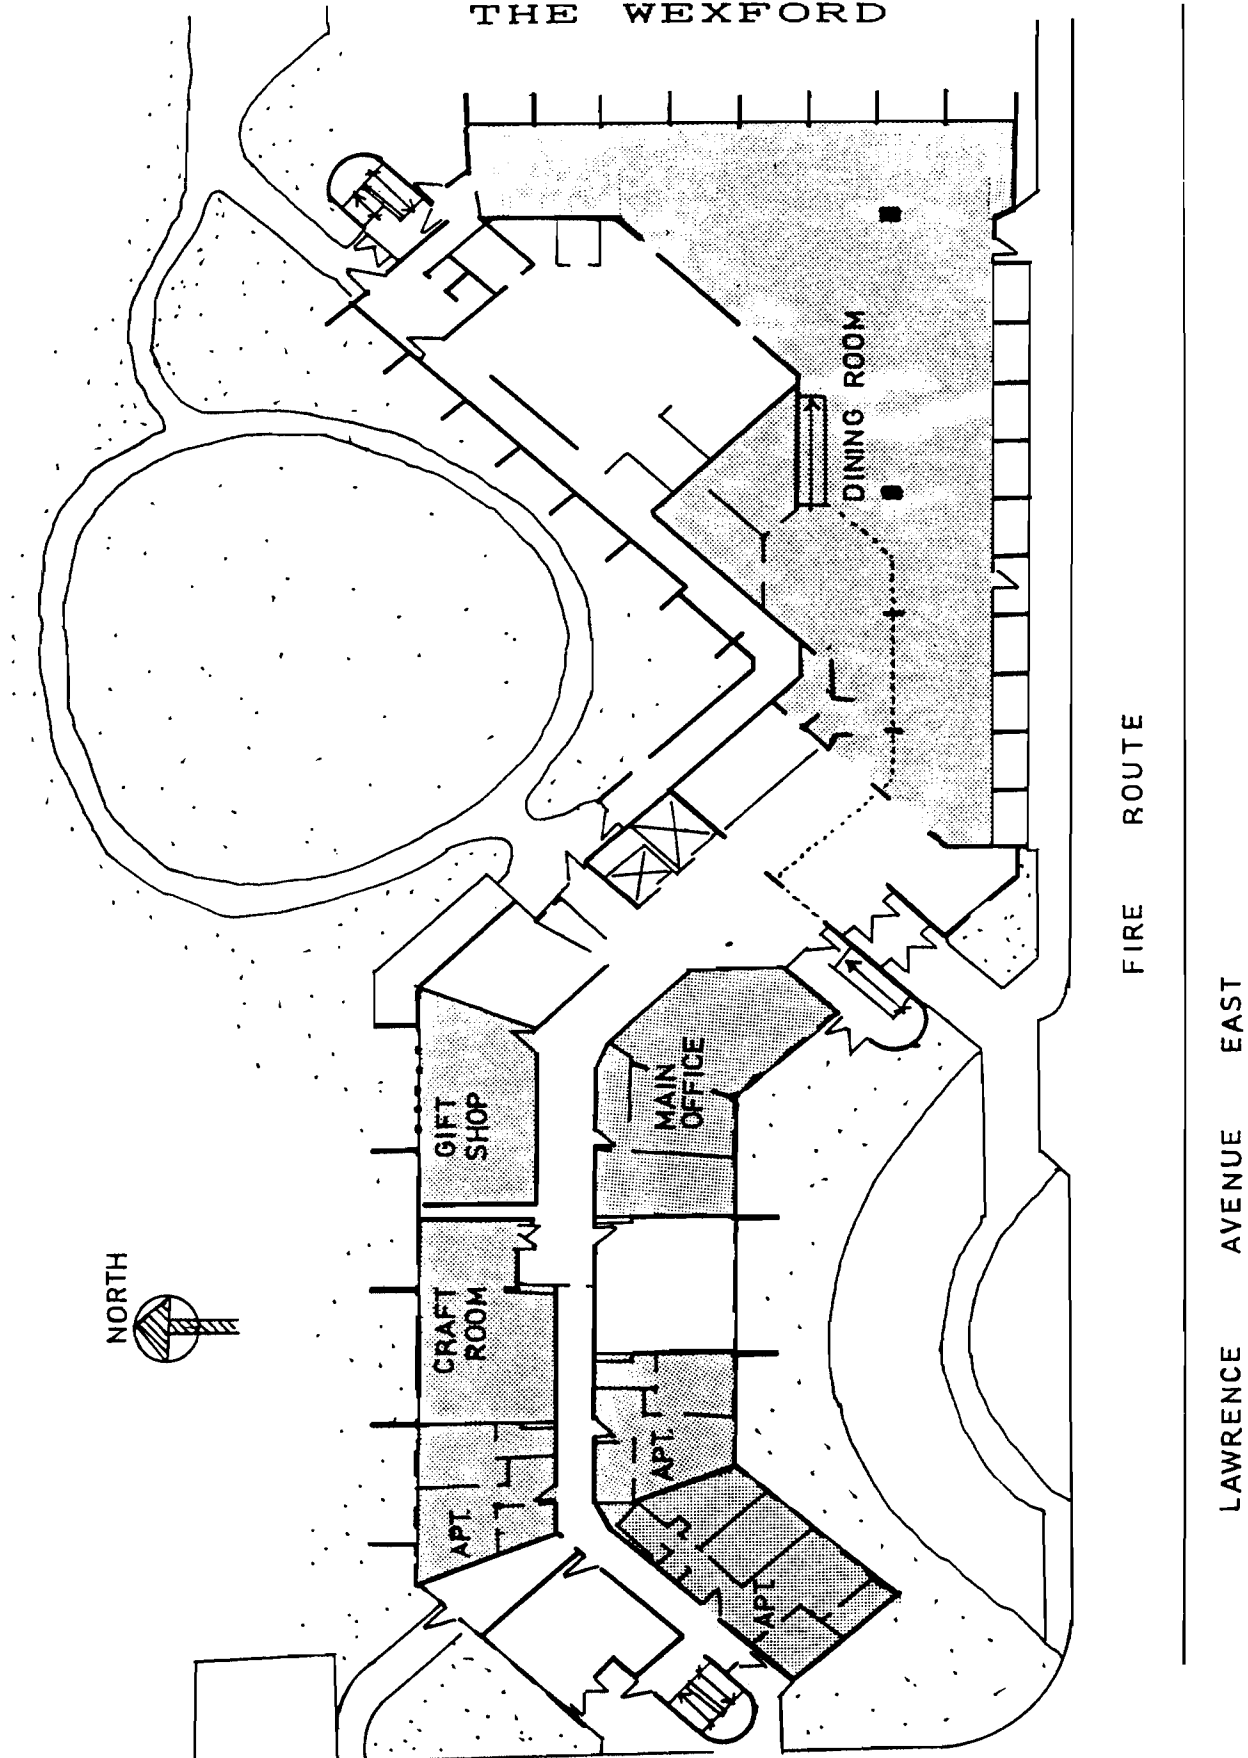 THE WEXFORD
DINING ROOM
GIFT
SHOP
MAIN
OFFICE
NORTH
CRAFT
ROOM
APT.
APT.
APT.
FIRE ROUTE
LAWRENCE AVENUE EAST